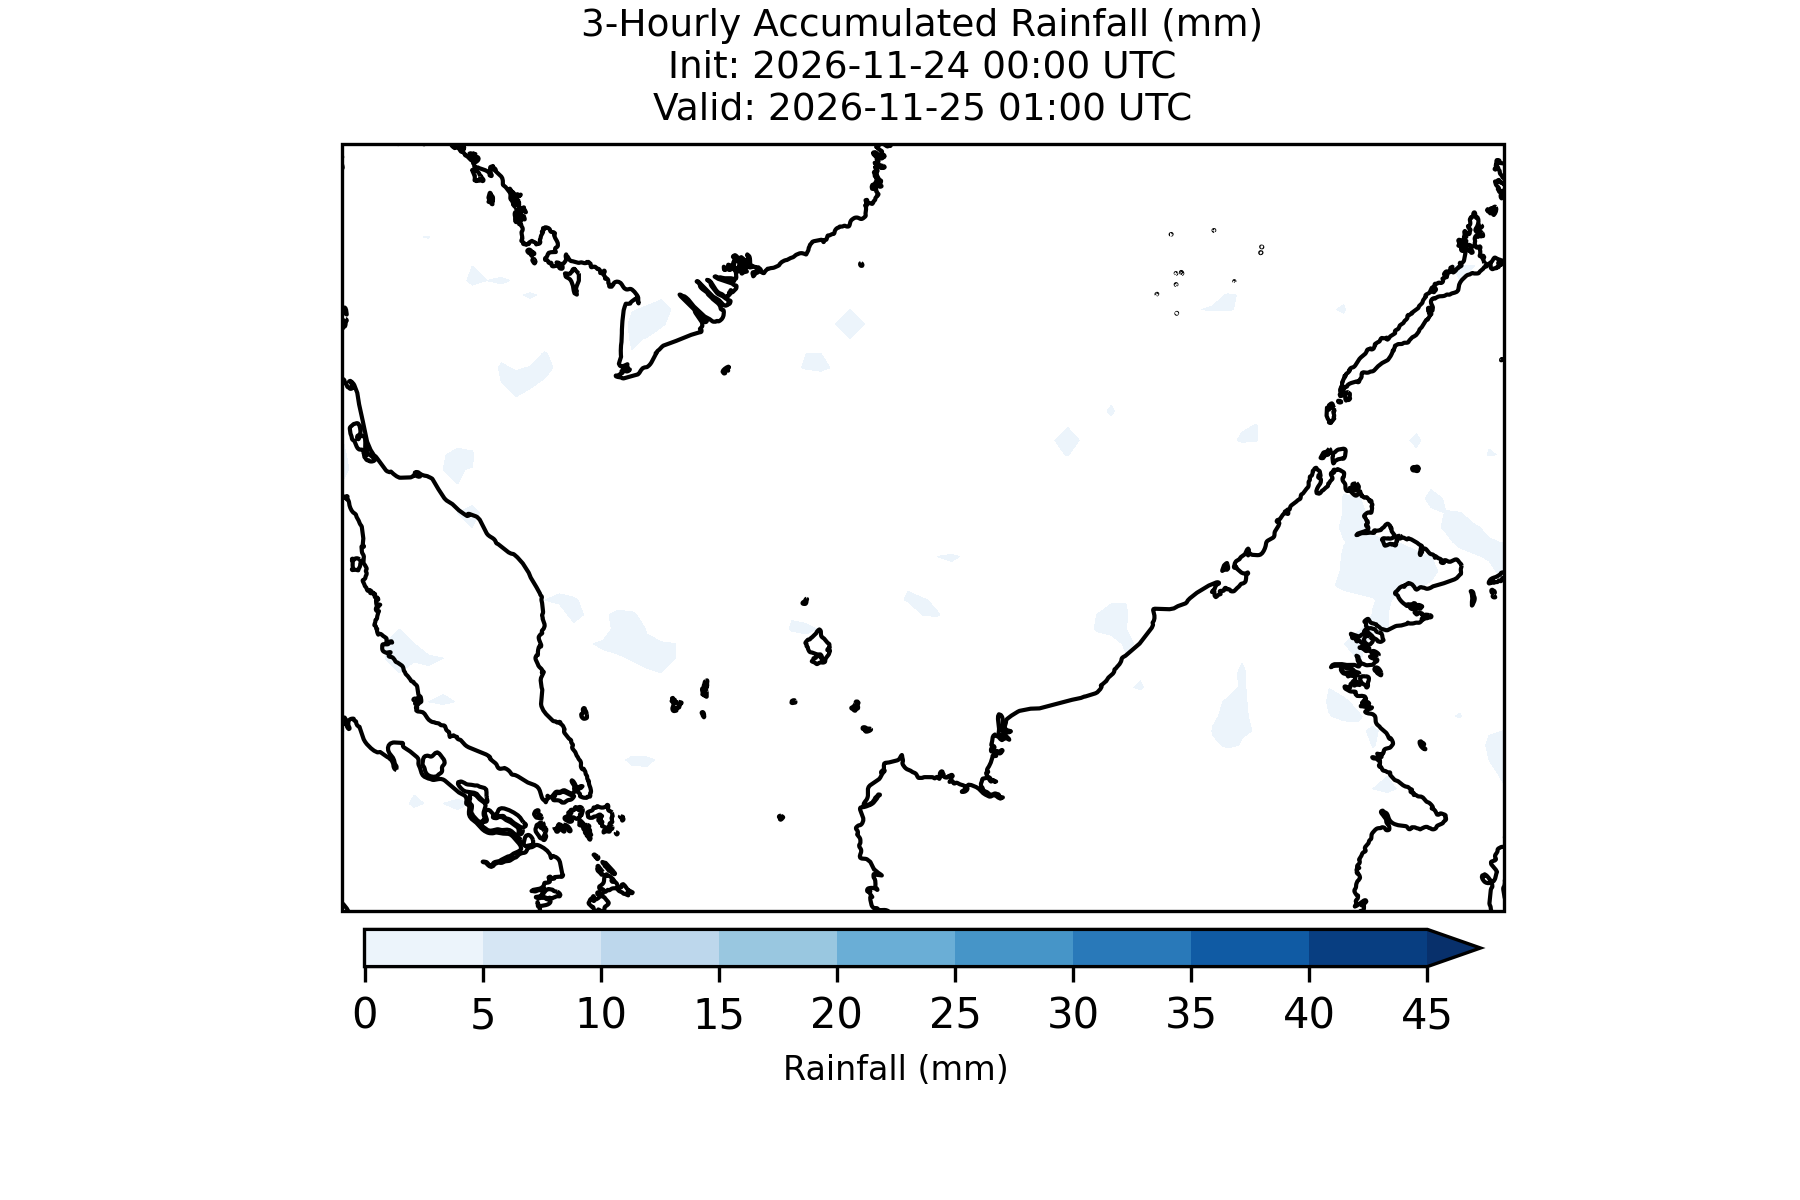 3-Hourly Accumulated Rainfall (mm)
Init: 2026-11-24 00:00 UTC
Valid: 2026-11-25 01:00 UTC
0 5 10 15 20 25 30 35 40 45
Rainfall (mm)